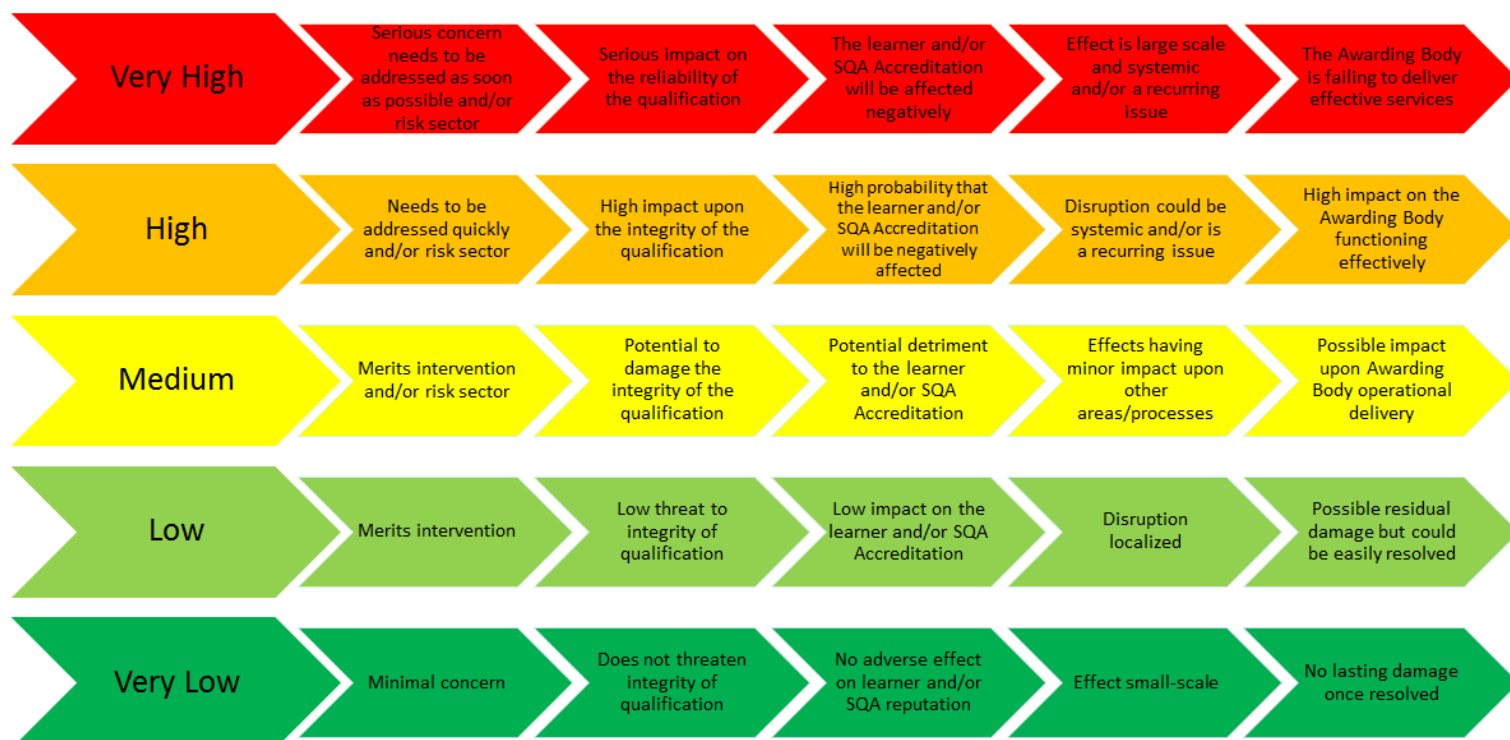 Very High
Serious concern
needs to be
addressed as soon
as possible and/or
risk sector
Serious impact on
the reliability of
the qualification
The learner and/or
SQA Accreditation
will be affected
negatively
Effect is large scale
and systemic
and/or a recurring
issue
The Awarding Body
is failing to deliver
effective services
High
Needs to be
addressed quickly
and/or risk sector
High impact upon
the integrity of the
qualification
High probability that
the learner and/or
SQA Accreditation
will be negatively
affected
Disruption could be
systemic and/or is
a recurring issue
High impact on the
Awarding Body
functioning
effectively
Medium
Merits intervention
and/or risk sector
Potential to
damage the
integrity of the
qualification
Potential detriment
to the learner
and/or SQA
Accreditation
Effects having
minor impact upon
other
areas/processes
Possible impact
upon Awarding
Body operational
delivery
Low
Merits intervention
Low threat to
integrity of
qualification
Low impact on the
learner and/or SQA
Accreditation
Disruption
localized
Possible residual
damage but could
be easily resolved
Very Low
Minimal concern
Does not threaten
integrity of
qualification
No adverse effect
on learner and/or
SQA reputation
Effect small-scale
No lasting damage
once resolved